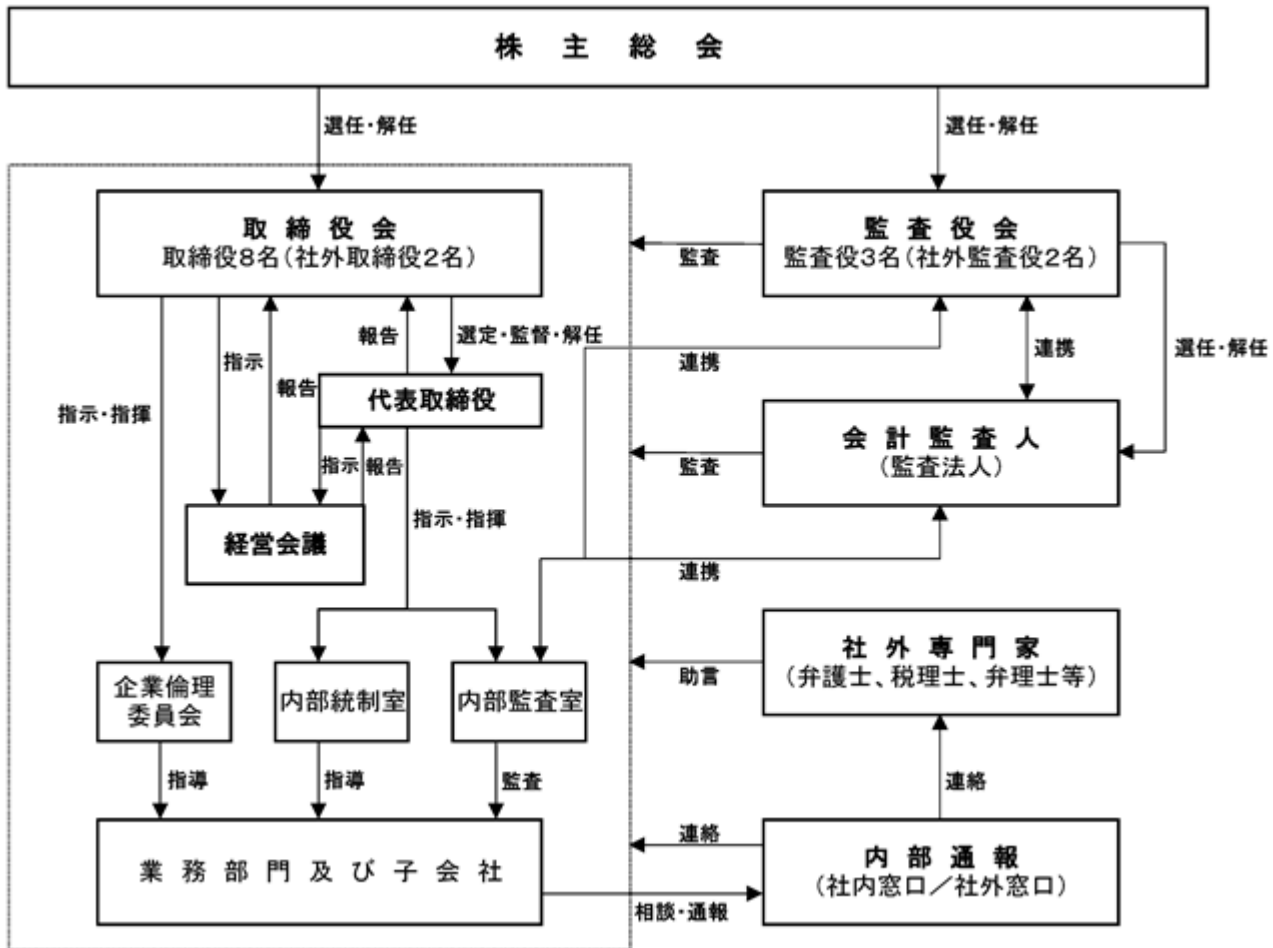 株主総会
選任・解任
選任・解任
取締役会
取締役8名(社外取締役2名)
監査
監査役会
監査役3名(社外監査役2名)
指示・指揮
指示
報告
報告
選定・監督・解任
連携
連携
選任・解任
代表取締役
指示
報告
監査
会計監査人
(監査法人)
経営会議
指示・指揮
連携
企業倫理
委員会
内部統制室
内部監査室
助言
社外専門家
(弁護士、税理士、弁理士等)
指導
指導
監査
連絡
業務部門及び子会社
連絡
内部通報
(社内窓口/社外窓口)
相談・通報